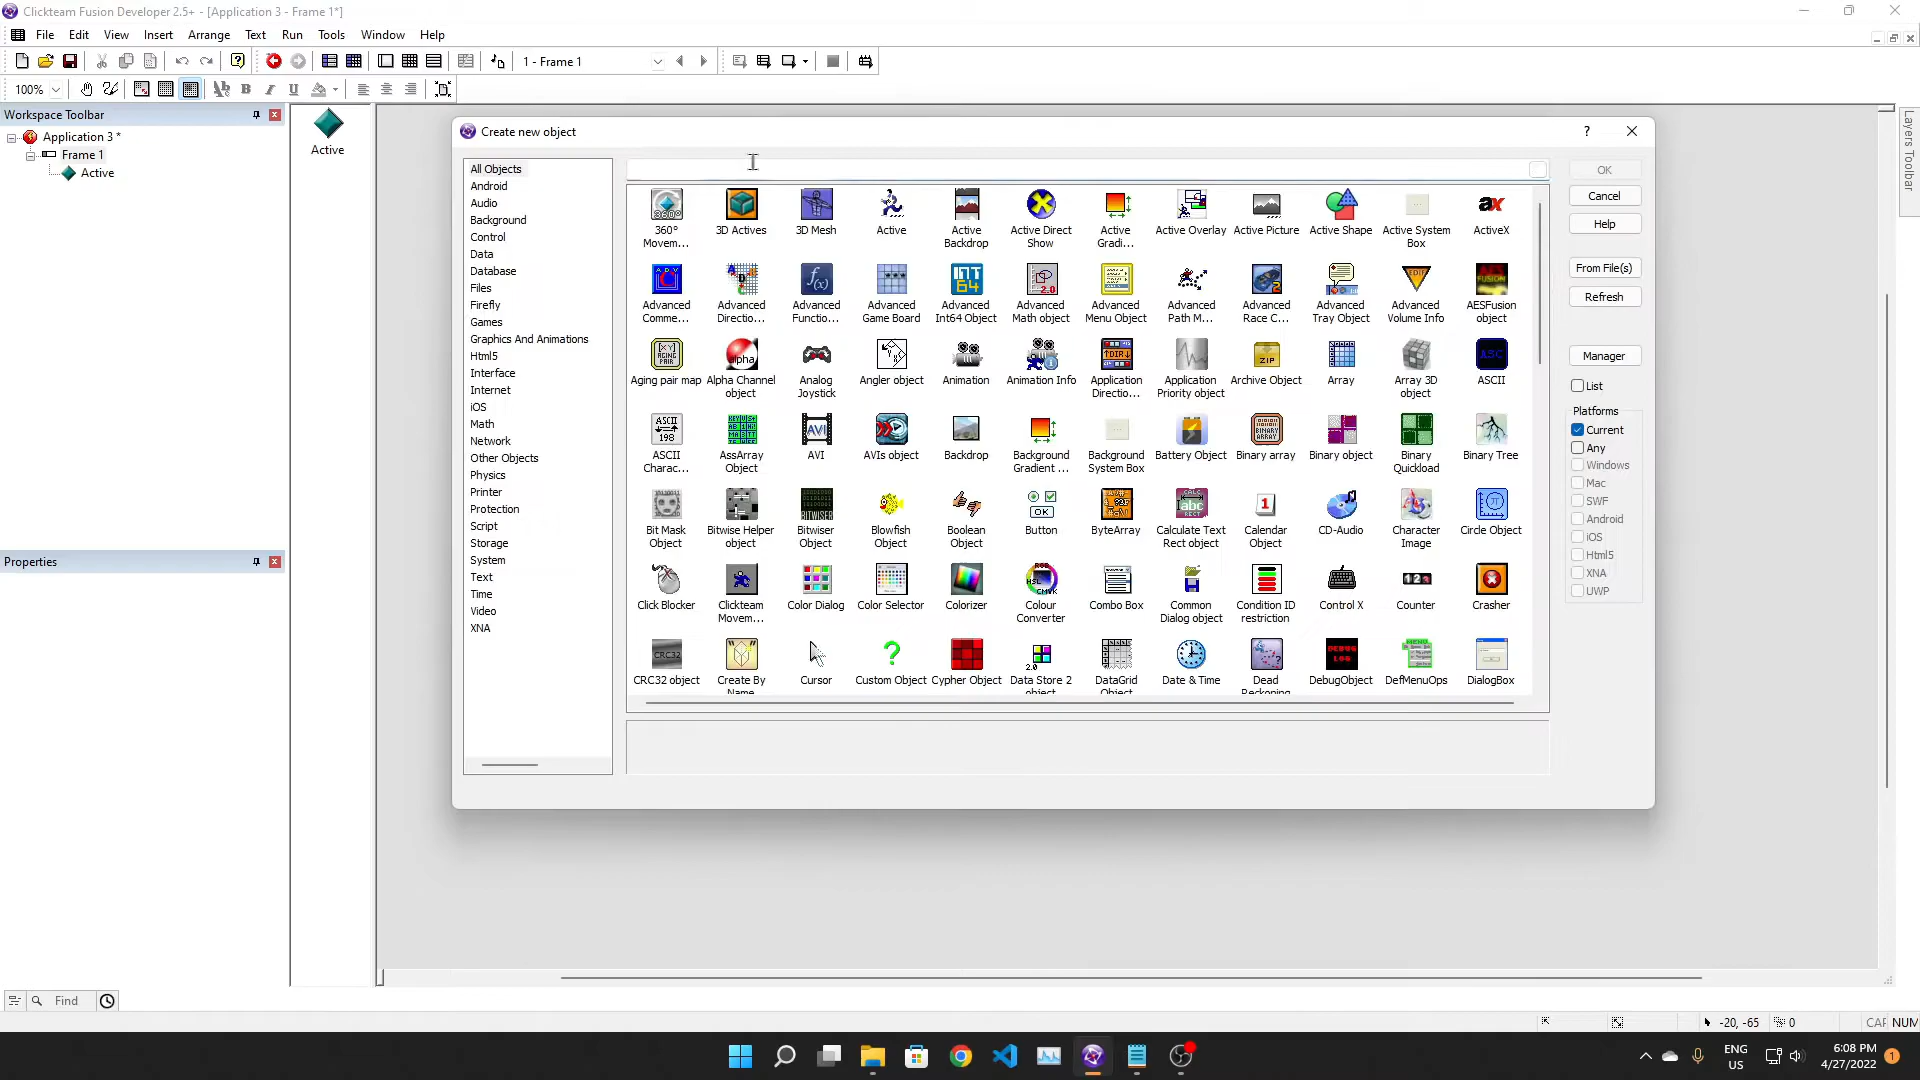 Clickteam Fusion Developer 2.5+ - [Application 3 - Frame 1*]
File Edit View Insert Arrange Text Run Tools Window Help
1 - Frame 1
100%
Workspace Toolbar
Application 3 *
Frame 1
Active
Active
Properties
Find
Layers Toolbar
Create new object
?
All Objects
Android
Audio
Background
Control
Data
Database
Files
Firefly
Games
Graphics And Animations
Html5
Interface
Internet
iOS
Math
Network
Other Objects
Physics
Printer
Protection
Script
Storage
System
Text
Time
Video
XNA
360° Movem... 3D Actives 3D Mesh Active Active Backdrop Active Direct Show Active Gradi... Active Overlay Active Picture Active Shape Active System Box ActiveX
Advanced Comme... Advanced Directio... Advanced Functio... Advanced Game Board Advanced Int64 Object Advanced Math object Advanced Menu Object Advanced Path M... Advanced Race C... Advanced Tray Object Advanced Volume Info AESFusion object
Aging pair map Alpha Channel object Analog Joystick Angler object Animation Animation Info Application Directio... Application Priority object Archive Object Array Array 3D object ASCII
ASCII Charac... AssArray Object AVI AVIs object Backdrop Background Gradient ... Background System Box Battery Object Binary array Binary object Binary Quickload Binary Tree
Bit Mask Object Bitwise Helper object Bitwiser Object Blowfish Object Boolean Object Button ByteArray Calculate Text Rect object Calendar Object CD-Audio Character Image Circle Object
Click Blocker Clickteam Movem... Color Dialog Color Selector Colorizer Colour Converter Combo Box Common Dialog object Condition ID restriction Control X Counter Crasher
CRC32 object Create By Name Cursor Custom Object Cypher Object Data Store 2 object DataGrid Object Date & Time Dead Reckoning DebugObject DefMenuOps DialogBox
OK
Cancel
Help
From File(s)
Refresh
Manager
List
Platforms
Current
Any
Windows
Mac
SWF
Android
iOS
Html5
XNA
UWP
-20, -65
0
CAP NUM
ENG
US
6:08 PM
4/27/2022
1